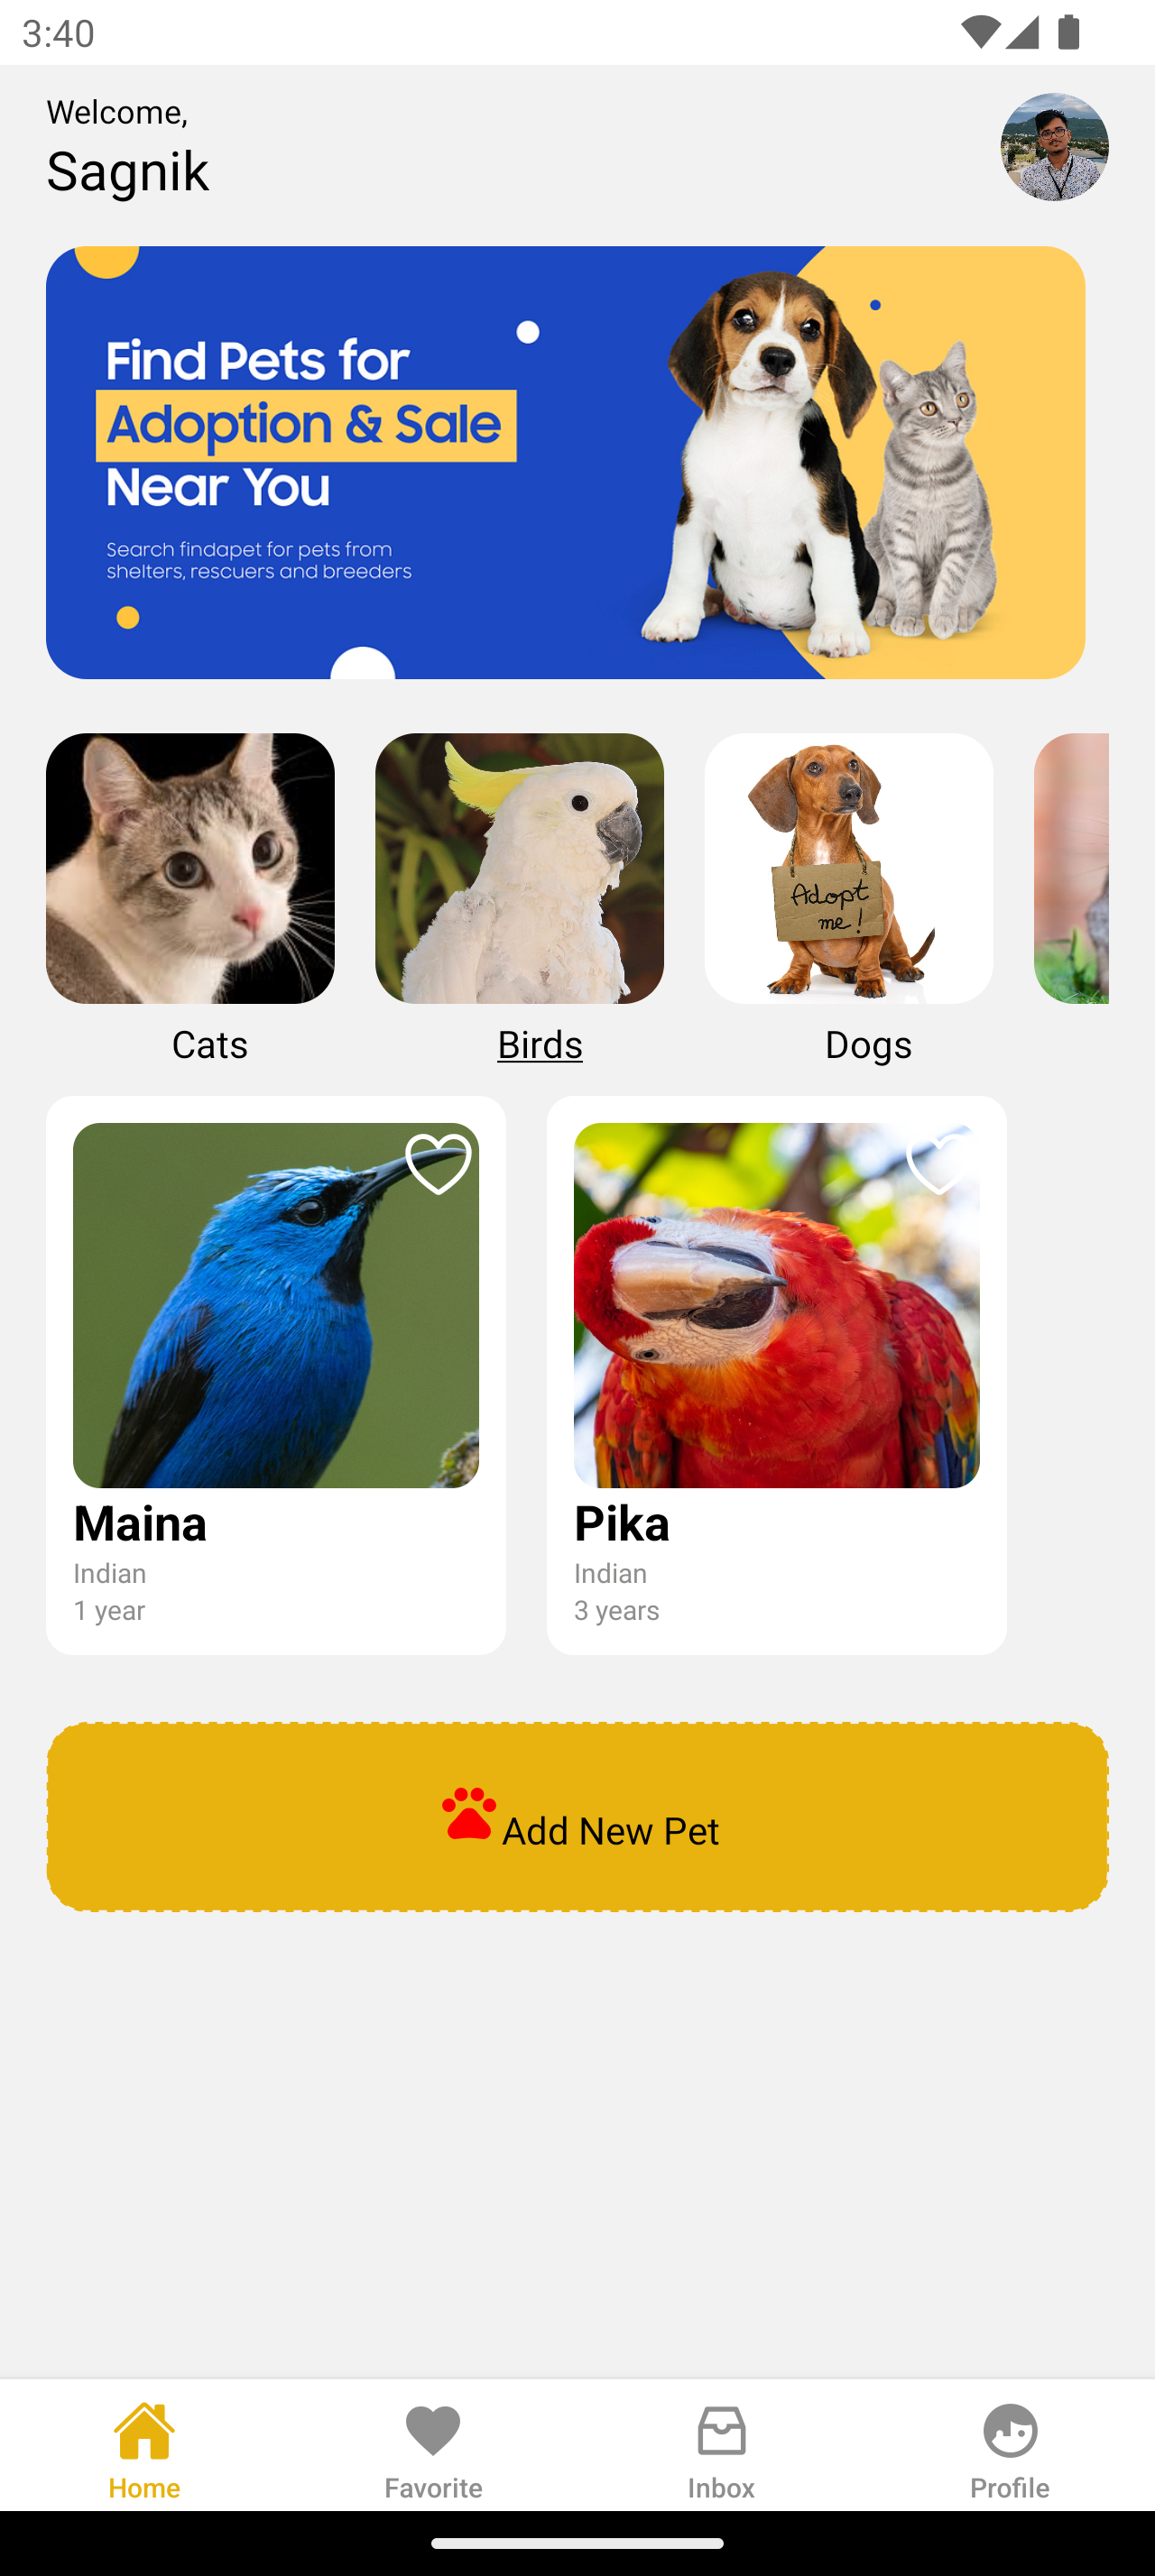 3:40
Welcome,
Sagnik
Find Pets for
Adoption & Sale
Near You
Search findapet for pets from
shelters, rescuers and breeders
Adopt
me!
Cats
Birds
Dogs
Maina
Indian
1 year
Pika
Indian
3 years
Add New Pet
Home
Favorite
Inbox
Profile